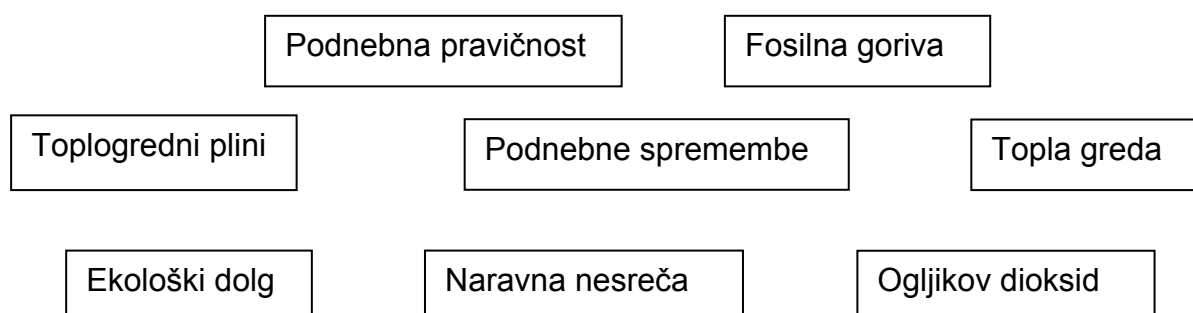 Podnebna pravičnost
Fosilna goriva
Toplogredni plini
Podnebne spremembe
Topla greda
Ekološki dolg
Naravna nesreča
Ogljikov dioksid